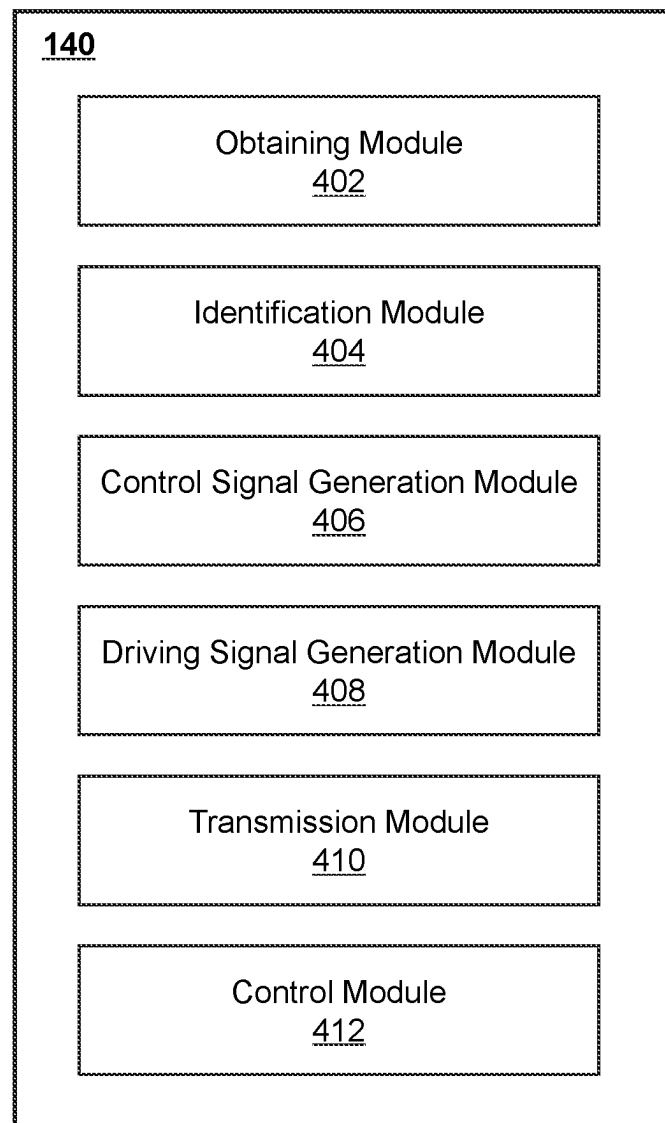 140
Obtaining Module
402
Identification Module
404
Control Signal Generation Module
406
Driving Signal Generation Module
408
Transmission Module
410
Control Module
412